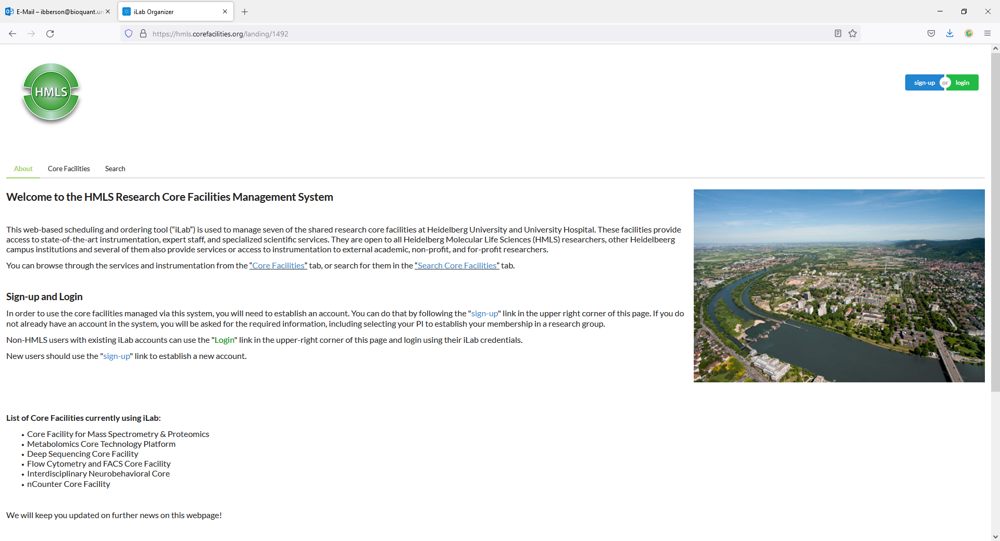 E-Mail – ibberson@bioquant.un
iLab Organizer
https://hmls.corefacilities.org/landing/1492
HMLS
sign-up or login
About
Core Facilities
Search
Welcome to the HMLS Research Core Facilities Management System
This web-based scheduling and ordering tool (“iLab”) is used to manage seven of the shared research core facilities at Heidelberg University and University Hospital. These facilities provide
access to state-of-the-art instrumentation, expert staff, and specialized scientific services. They are open to all Heidelberg Molecular Life Sciences (HMLS) researchers, other Heidelbeerg
campus institutions and several of them also provide services or access to instrumentation to external academic, non-profit, and for-profit researchers.
You can browse through the services and instrumentation from the “Core Facilities” tab, or search for them in the “Search Core Facilities” tab.
Sign-up and Login
In order to use the core facilities managed via this system, you will need to establish an account. You can do that by following the "sign-up" link in the upper right corner of this page. If you do
not already have an account in the system, you will be asked for the required information, including selecting your PI to establish your membership in a research group.
Non-HMLS users with existing iLab accounts can use the "Login" link in the upper-right corner of this page and login using their iLab credentials.
New users should use the "sign-up" link to establish a new account.
List of Core Facilities currently using iLab:
• Core Facility for Mass Spectrometry & Proteomics
• Metabolomics Core Technology Platform
• Deep Sequencing Core Facility
• Flow Cytometry and FACS Core Facility
• Interdisciplinary Neurobehavioral Core
• nCounter Core Facility
We will keep you updated on further news on this webpage!